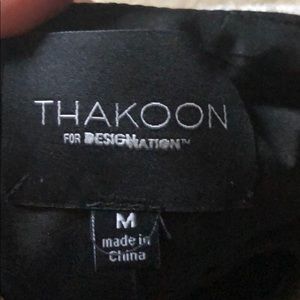 THAKOON
FOR DESIGNATION™
M
made in
China